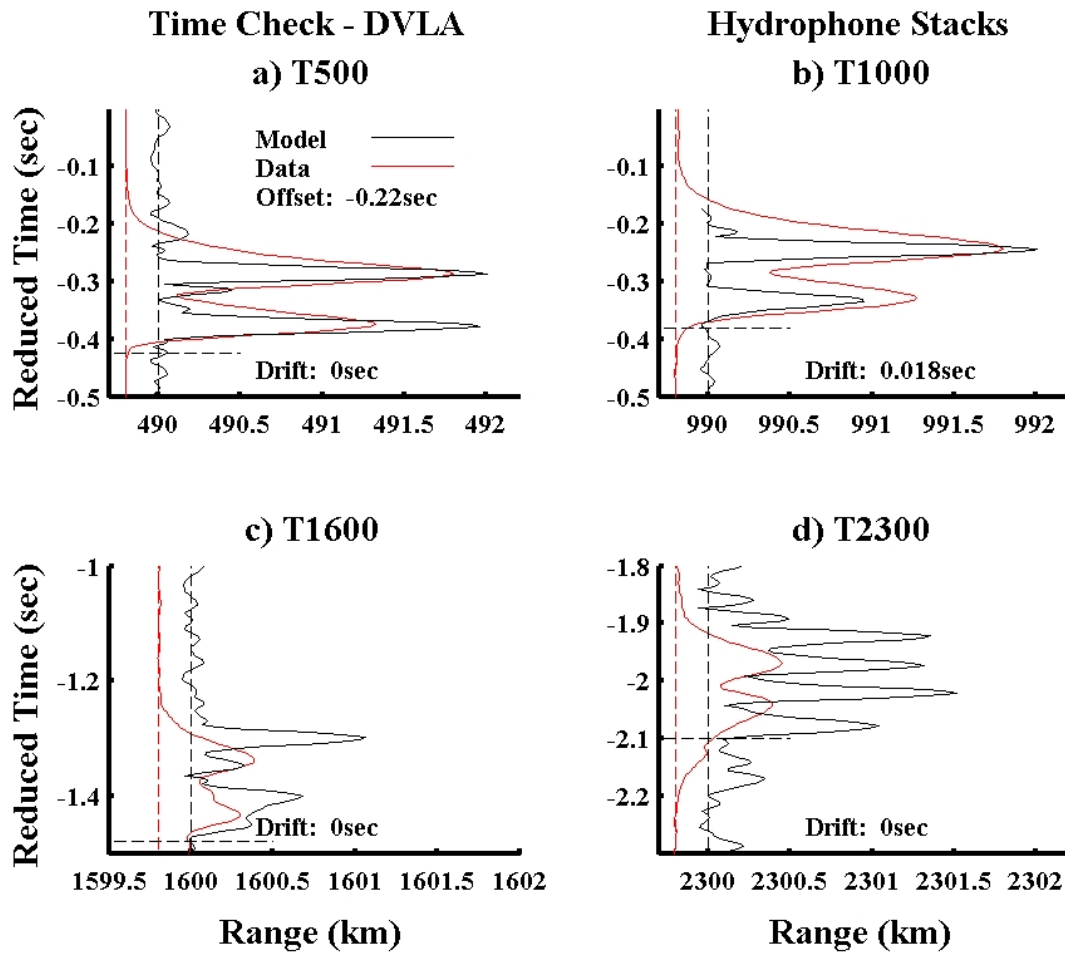 Time Check - DVLA
Hydrophone Stacks
a) T500
b) T1000
Reduced Time (sec)
-0.1
-0.2
-0.3
-0.4
-0.5
Model
Data
Offset: -0.22sec
Drift: 0sec
490
490.5
491
491.5
492
-0.1
-0.2
-0.3
-0.4
-0.5
Drift: 0.018sec
990
990.5
991
991.5
992
c) T1600
d) T2300
Reduced Time (sec)
-1
-1.2
-1.4
Drift: 0sec
1599.5
1600
1600.5
1601
1601.5
1602
Range (km)
-1.8
-1.9
-2
-2.1
-2.2
Drift: 0sec
2300
2300.5
2301
2301.5
2302
Range (km)